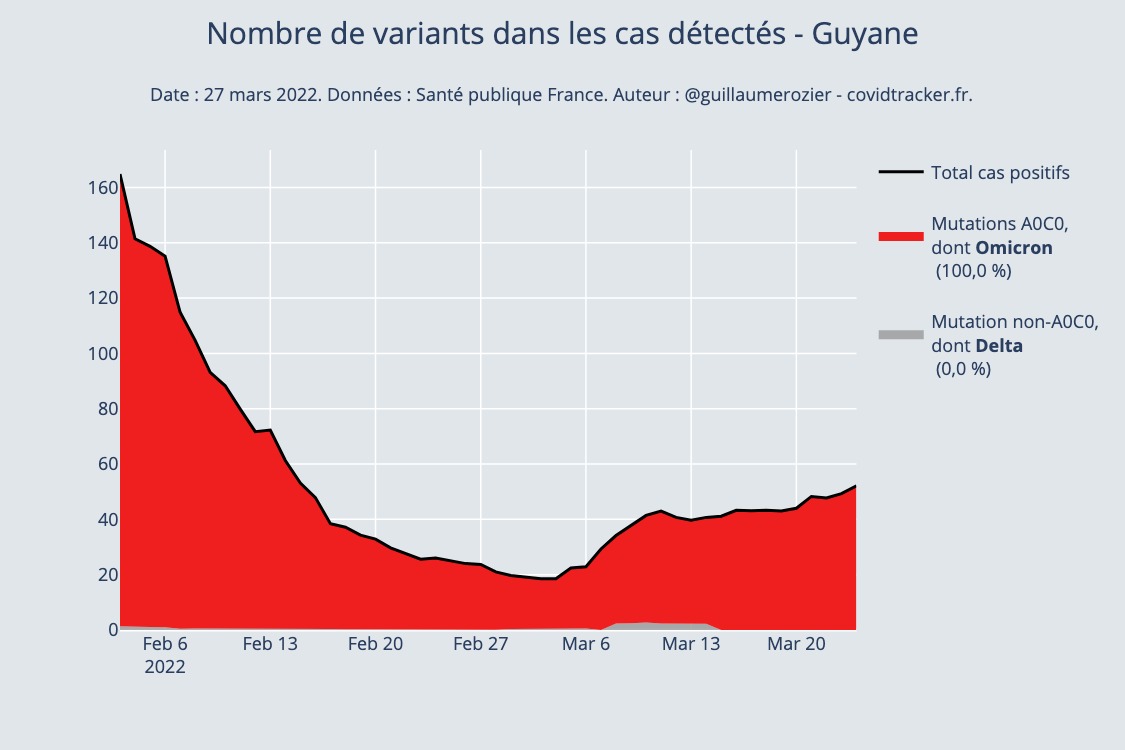 Nombre de variants dans les cas détectés - Guyane
Date : 27 mars 2022. Données : Santé publique France. Auteur : @guillaumerozier - covidtracker.fr.
Total cas positifs
Mutations A0C0,
dont Omicron
(100,0 %)
Mutation non-A0C0,
dont Delta
(0,0 %)
160
140
120
100
80
60
40
20
0
Feb 6 Feb 13 Feb 20 Feb 27 Mar 6 Mar 13 Mar 20
2022